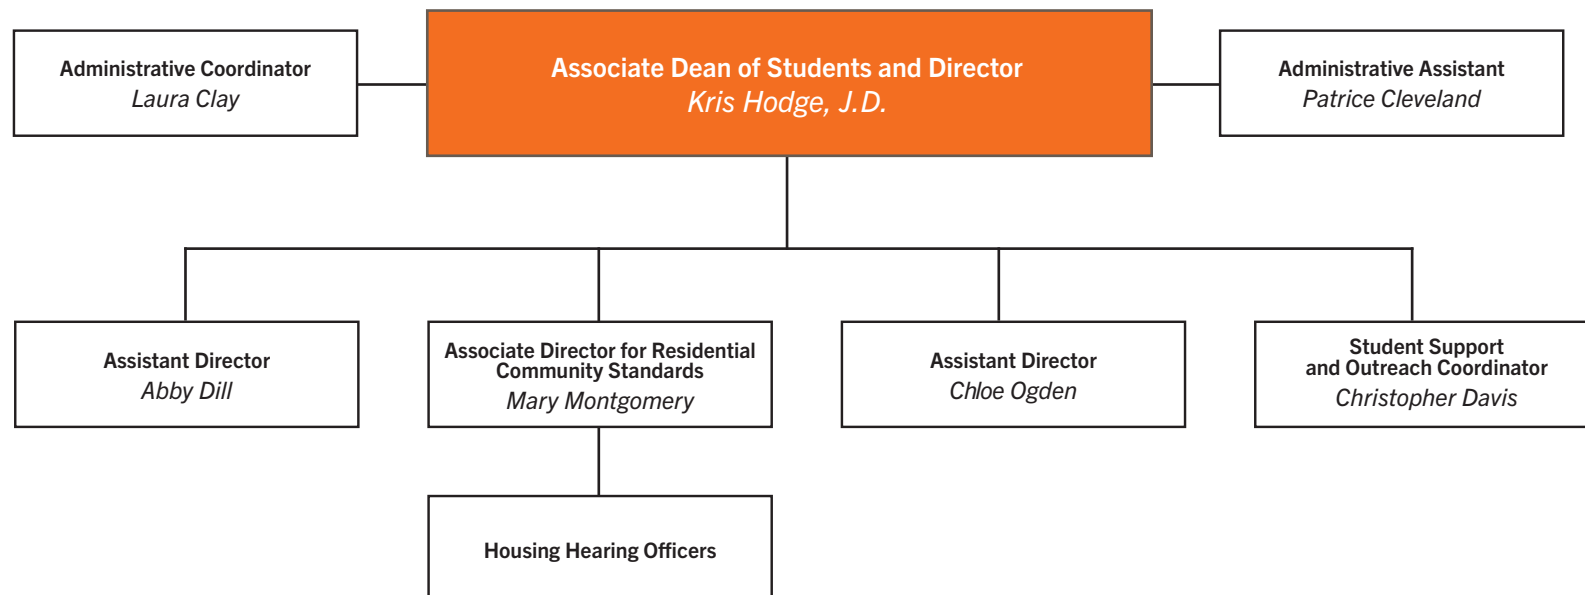 Administrative Coordinator
Laura Clay
Associate Dean of Students and Director
Kris Hodge, J.D.
Administrative Assistant
Patrice Cleveland
Assistant Director
Abby Dill
Associate Director for Residential
Community Standards
Mary Montgomery
Assistant Director
Chloe Ogden
Student Support
and Outreach Coordinator
Christopher Davis
Housing Hearing Officers